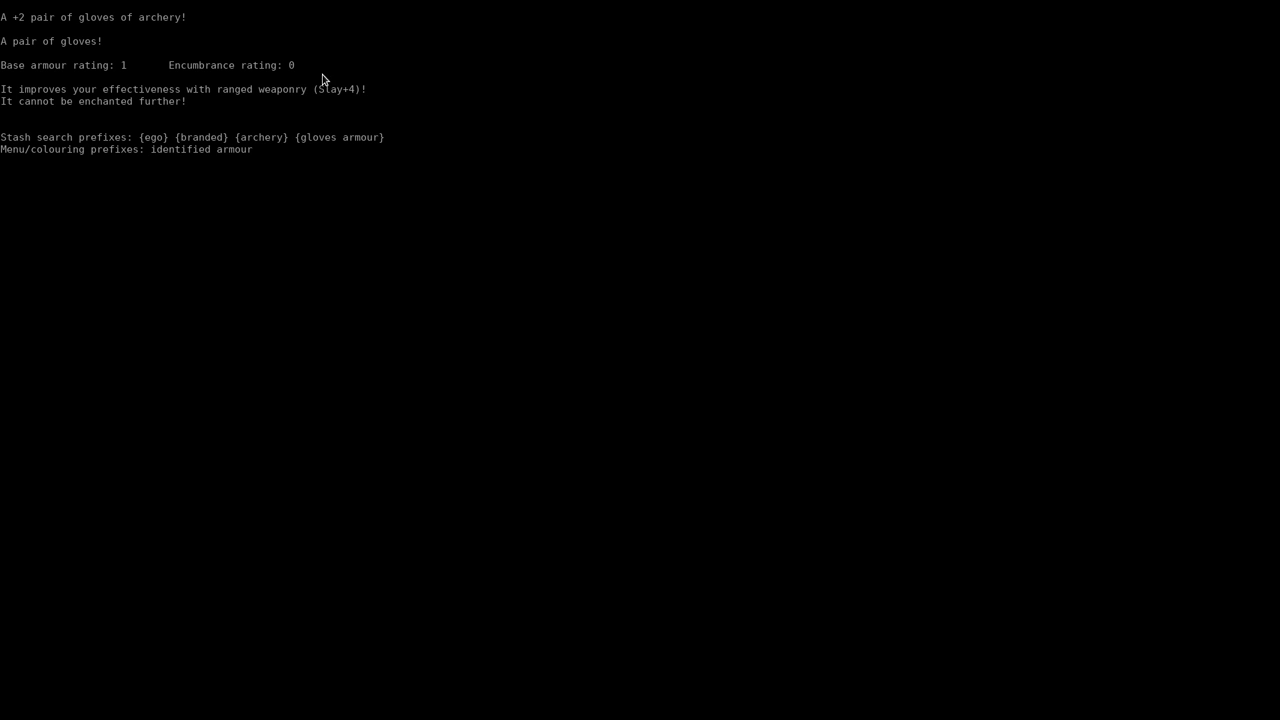 A +2 pair of gloves of archery!
A pair of gloves!
Base armour rating: 1       Encumbrance rating: 0
It improves your effectiveness with ranged weaponry (Slay+4)!
It cannot be enchanted further!
Stash search prefixes: {ego} {branded} {archery} {gloves armour}
Menu/colouring prefixes: identified armour